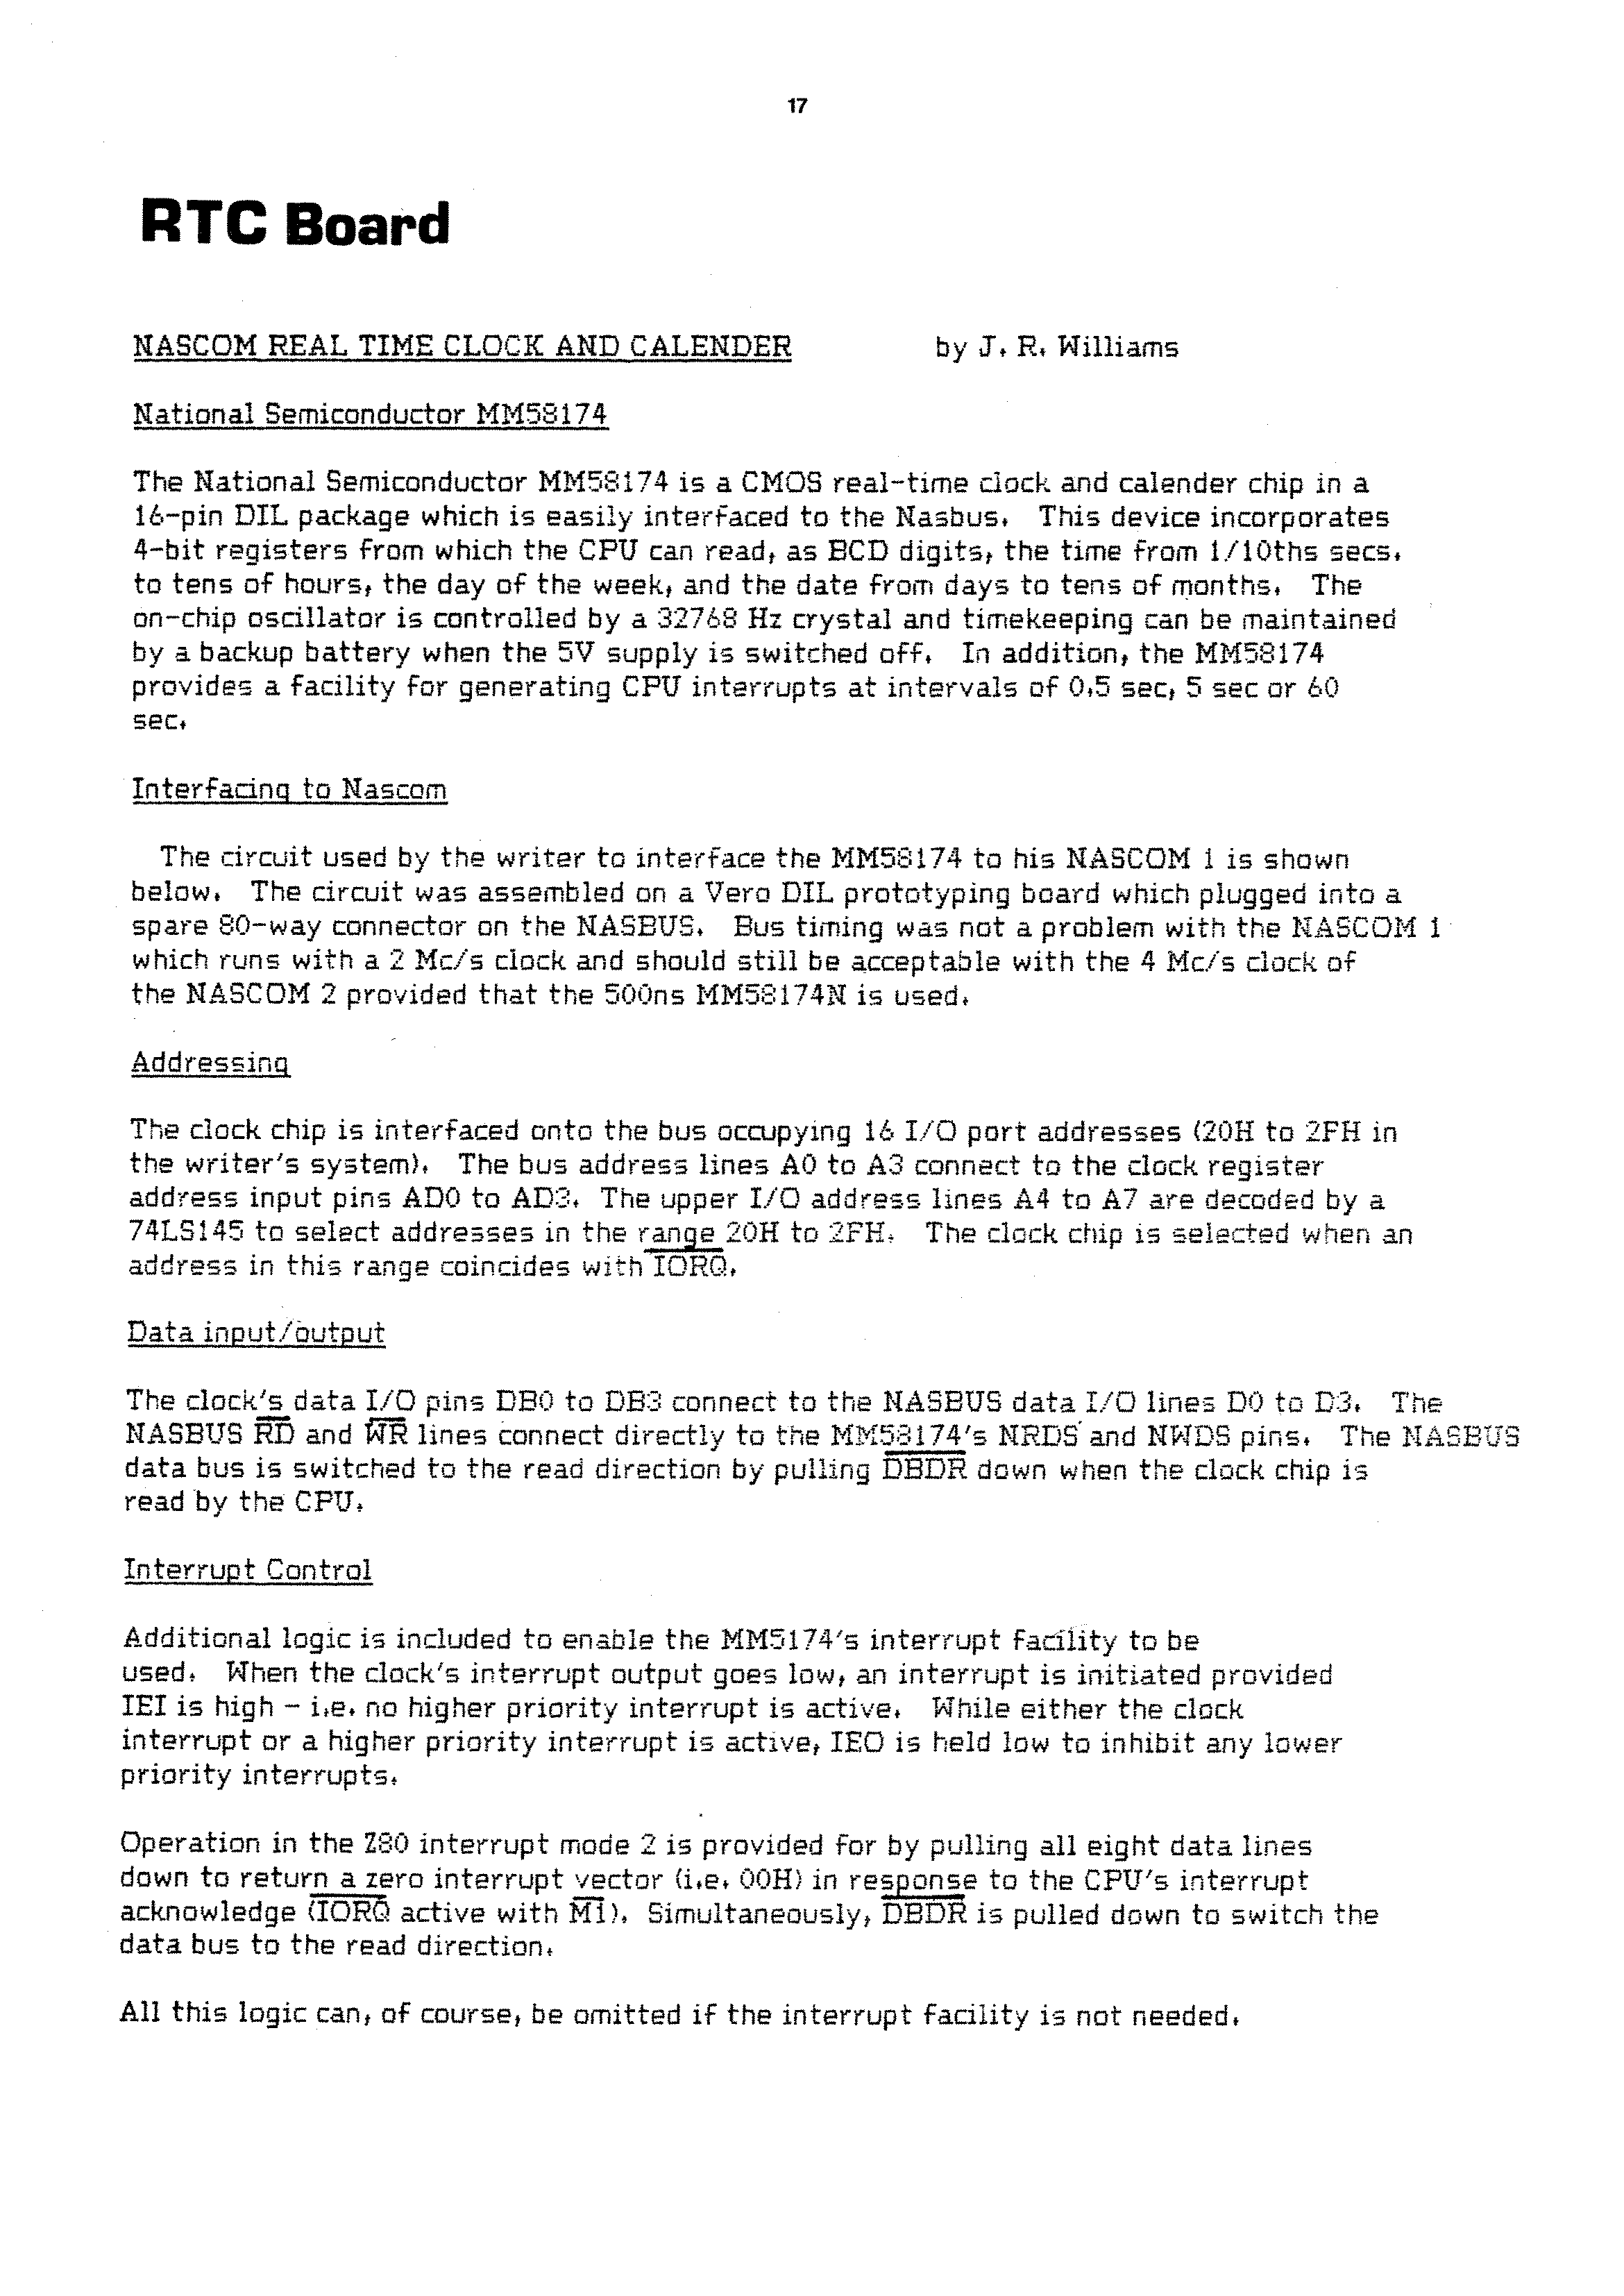 17
RTC Board
NASCOM REAL TIME CLOCK AND CALENDER by J. R. Williams
National Semiconductor MM58174
The National Semiconductor MM58174 is a CMOS real-time clock and calender chip in a
16-pin DIL package which is easily interfaced to the Nasbus. This device incorporates
4-bit registers from which the CPU can read, as BCD digits, the time from 1/10ths secs.
to tens of hours, the day of the week, and the date from days to tens of months. The
on-chip oscillator is controlled by a 32768 Hz crystal and timekeeping can be maintained
by a backup battery when the 5V supply is switched off. In addition, the MM58174
provides a facility for generating CPU interrupts at intervals of 0.5 sec, 5 sec or 60
sec.
Interfacing to Nascom
The circuit used by the writer to interface the MM58174 to his NASCOM 1 is shown
below. The circuit was assembled on a Vero DIL prototyping board which plugged into a
spare 80-way connector on the NASBUS. Bus timing was not a problem with the NASCOM 1
which runs with a 2 Mc/s clock and should still be acceptable with the 4 Mc/s clock of
the NASCOM 2 provided that the 500ns MM58174N is used.
Addressing
The clock chip is interfaced onto the bus occupying 16 I/O port addresses (20H to 2FH in
the writer's system). The bus address lines A0 to A3 connect to the clock register
address input pins AD0 to AD3. The upper I/O address lines A4 to A7 are decoded by a
74LS145 to select addresses in the range 20H to 2FH. The clock chip is selected when an
address in this range coincides with I̅O̅R̅Q̅.
Data input/output
The clock's data I/O pins DB0 to DB3 connect to the NASBUS data I/O lines D0 to D3. The
NASBUS R̅D̅ and W̅R̅ lines connect directly to the MM58174's NRDS and NWDS pins. The NASBUS
data bus is switched to the read direction by pulling D̅B̅D̅R̅ down when the clock chip is
read by the CPU.
Interrupt Control
Additional logic is included to enable the MM5174's interrupt facility to be
used. When the clock's interrupt output goes low, an interrupt is initiated provided
IEI is high - i.e. no higher priority interrupt is active. While either the clock
interrupt or a higher priority interrupt is active, IEO is held low to inhibit any lower
priority interrupts.
Operation in the Z80 interrupt mode 2 is provided for by pulling all eight data lines
down to return a zero interrupt vector (i.e. 00H) in response to the CPU's interrupt
acknowledge (I̅O̅R̅Q̅ active with M̅1̅). Simultaneously, D̅B̅D̅R̅ is pulled down to switch the
data bus to the read direction.
All this logic can, of course, be omitted if the interrupt facility is not needed.